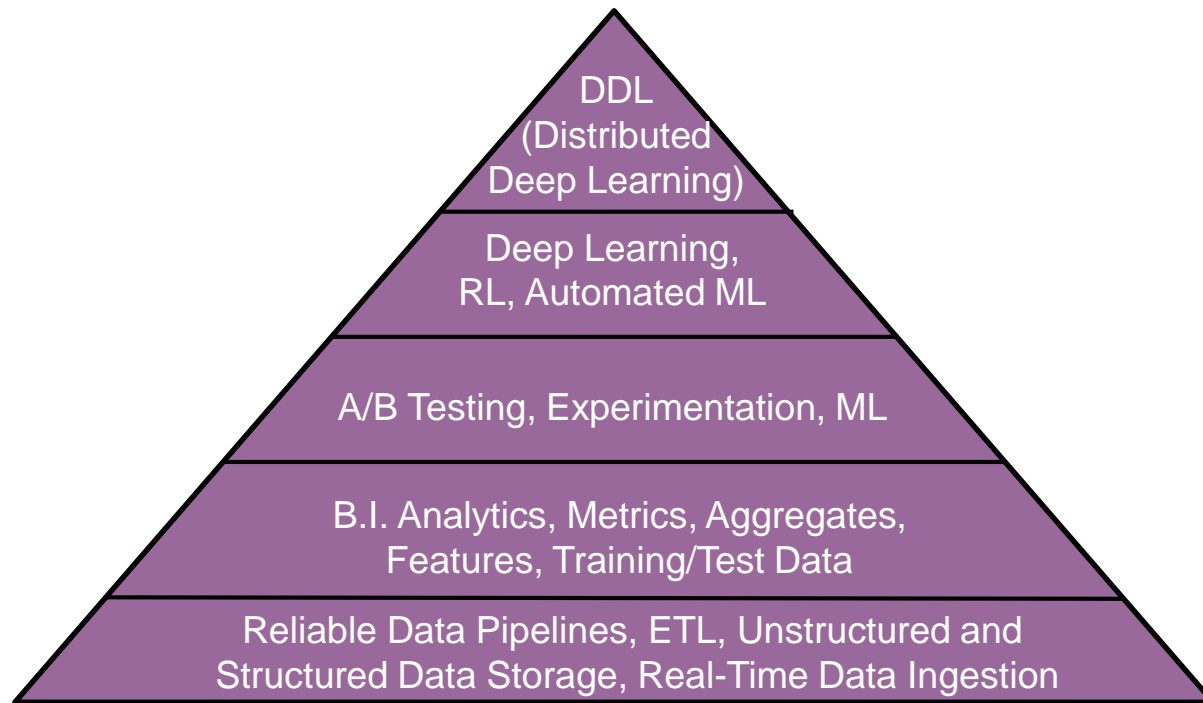 DDL
(Distributed
Deep Learning)
Deep Learning,
RL, Automated ML
A/B Testing, Experimentation, ML
B.I. Analytics, Metrics, Aggregates,
Features, Training/Test Data
Reliable Data Pipelines, ETL, Unstructured and
Structured Data Storage, Real-Time Data Ingestion